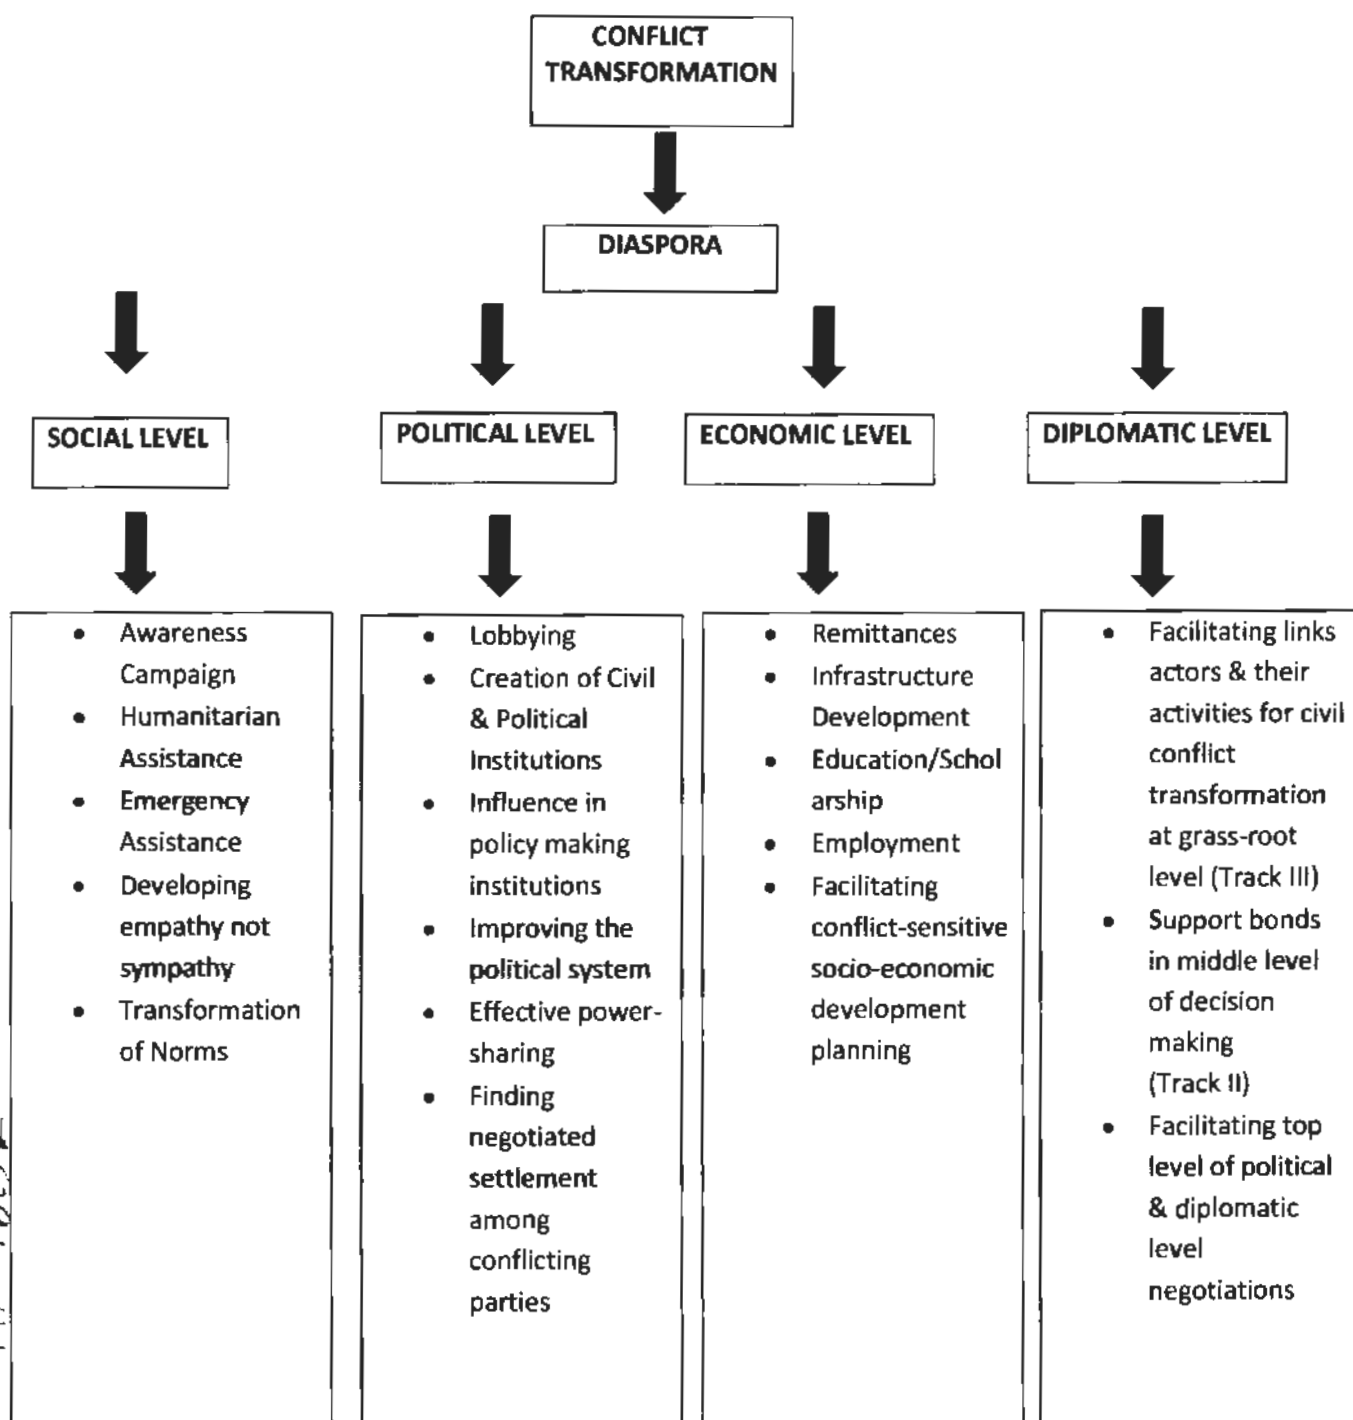 CONFLICT
TRANSFORMATION
DIASPORA
SOCIAL LEVEL
POLITICAL LEVEL
ECONOMIC LEVEL
DIPLOMATIC LEVEL
• Awareness
Campaign
• Humanitarian
Assistance
• Emergency
Assistance
• Developing
empathy not
sympathy
• Transformation
of Norms
• Lobbying
• Creation of Civil
& Political
Institutions
• Influence in
policy making
institutions
• Improving the
political system
• Effective power-
sharing
• Finding
negotiated
settlement
among
conflicting
parties
• Remittances
• Infrastructure
Development
• Education/Schol
arship
• Employment
• Facilitating
conflict-sensitive
socio-economic
development
planning
• Facilitating links
actors & their
activities for civil
conflict
transformation
at grass-root
level (Track III)
• Support bonds
in middle level
of decision
making
(Track II)
• Facilitating top
level of political
& diplomatic
level
negotiations